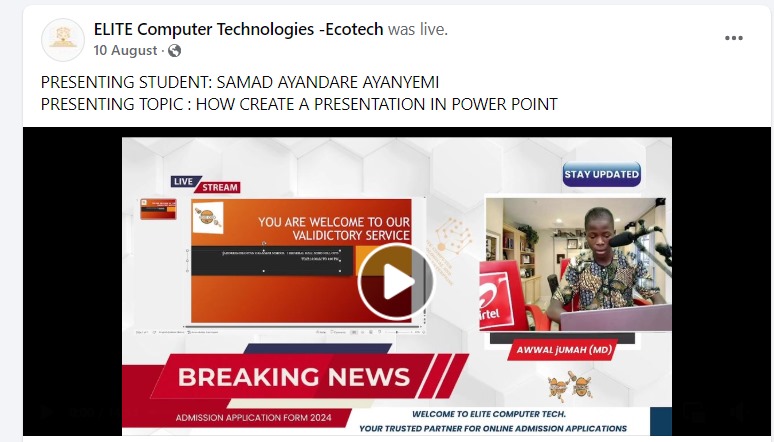 ELITE Computer Technologies -Ecotech was live.
10 August
PRESENTING STUDENT: SAMAD AYANDARE AYANYEMI
PRESENTING TOPIC : HOW CREATE A PRESENTATION IN POWER POINT
STAY UPDATED
LIVE
STREAM
YOU ARE WELCOME TO OUR
VALIDICTORY SERVICE
airtel
AWWAL jUMAH (MD)
BREAKING NEWS
ADMISSION APPLICATION FORM 2024
WELCOME TO ELITE COMPUTER TECH.
YOUR TRUSTED PARTNER FOR ONLINE ADMISSION APPLICATIONS